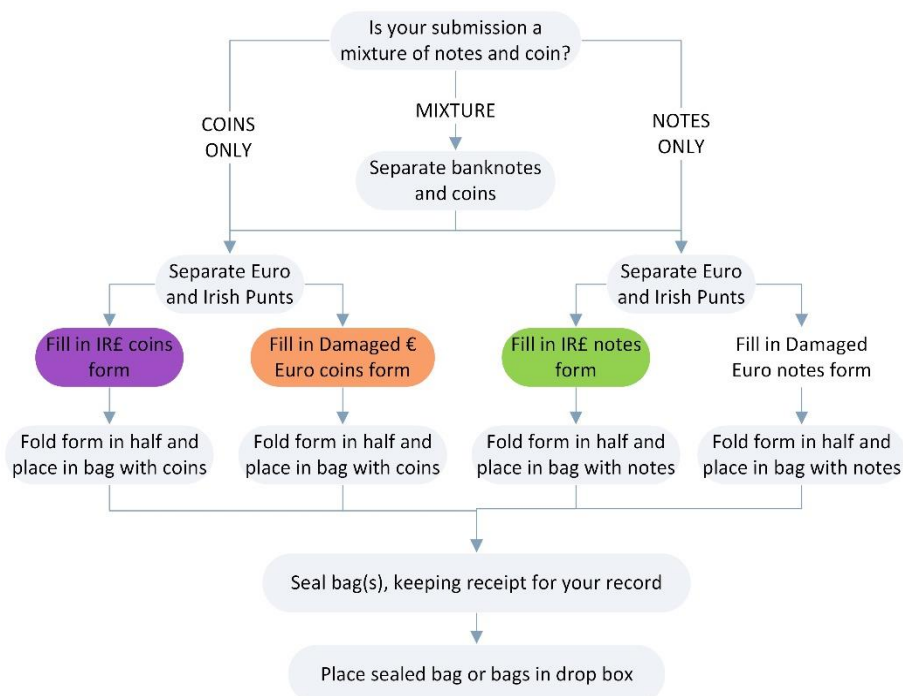 Is your submission a
mixture of notes and coin?
COINS
ONLY
MIXTURE
NOTES
ONLY
Separate banknotes
and coins
Separate Euro
and Irish Punts
Separate Euro
and Irish Punts
Fill in IR£ coins
form
Fill in Damaged €
Euro coins form
Fill in IR£ notes
form
Fill in Damaged
Euro notes form
Fold form in half and
place in bag with coins
Fold form in half and
place in bag with coins
Fold form in half and
place in bag with notes
Fold form in half and
place in bag with notes
Seal bag(s), keeping receipt for your record
Place sealed bag or bags in drop box